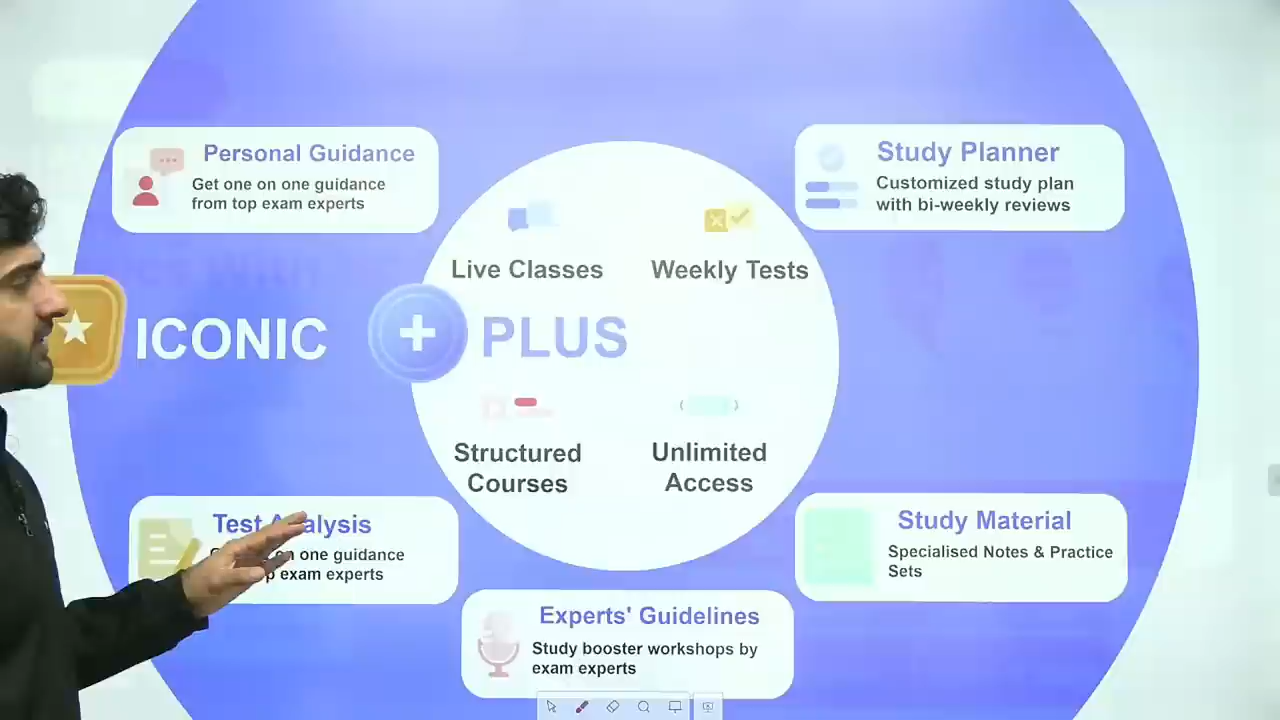 Personal Guidance
Get one on one guidance
from top exam experts
Study Planner
Customized study plan
with bi-weekly reviews
Live Classes
Weekly Tests
ICONIC
PLUS
Structured
Courses
Unlimited
Access
Test Analysis
on one guidance
exam experts
Study Material
Specialised Notes & Practice
Sets
Experts' Guidelines
Study booster workshops by
exam experts